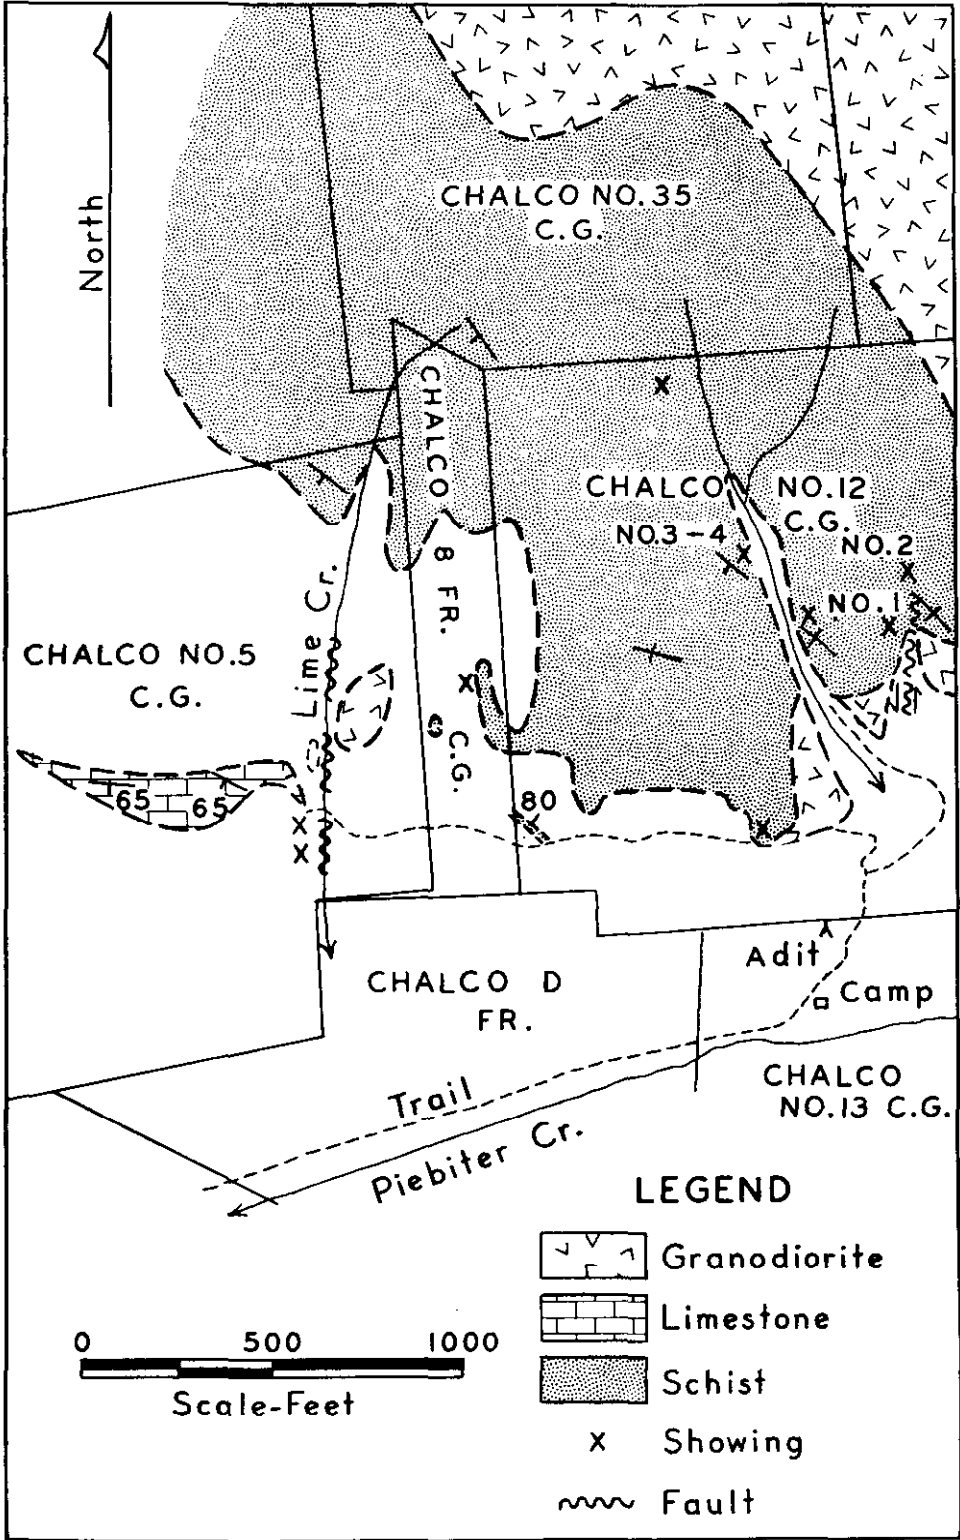 North
CHALCO NO.35
C.G.
CHALCO 8 FR.
C.G.
CHALCO NO.12
C.G.
NO.3-4
NO.2
NO.1
Lime Cr.
CHALCO NO.5
C.G.
65 65
80
Adit
Camp
CHALCO D
FR.
CHALCO
NO.13 C.G.
Trail
Piebiter Cr.
LEGEND
Granodiorite
Limestone
Schist
x Showing
Fault
0 500 1000
Scale-Feet